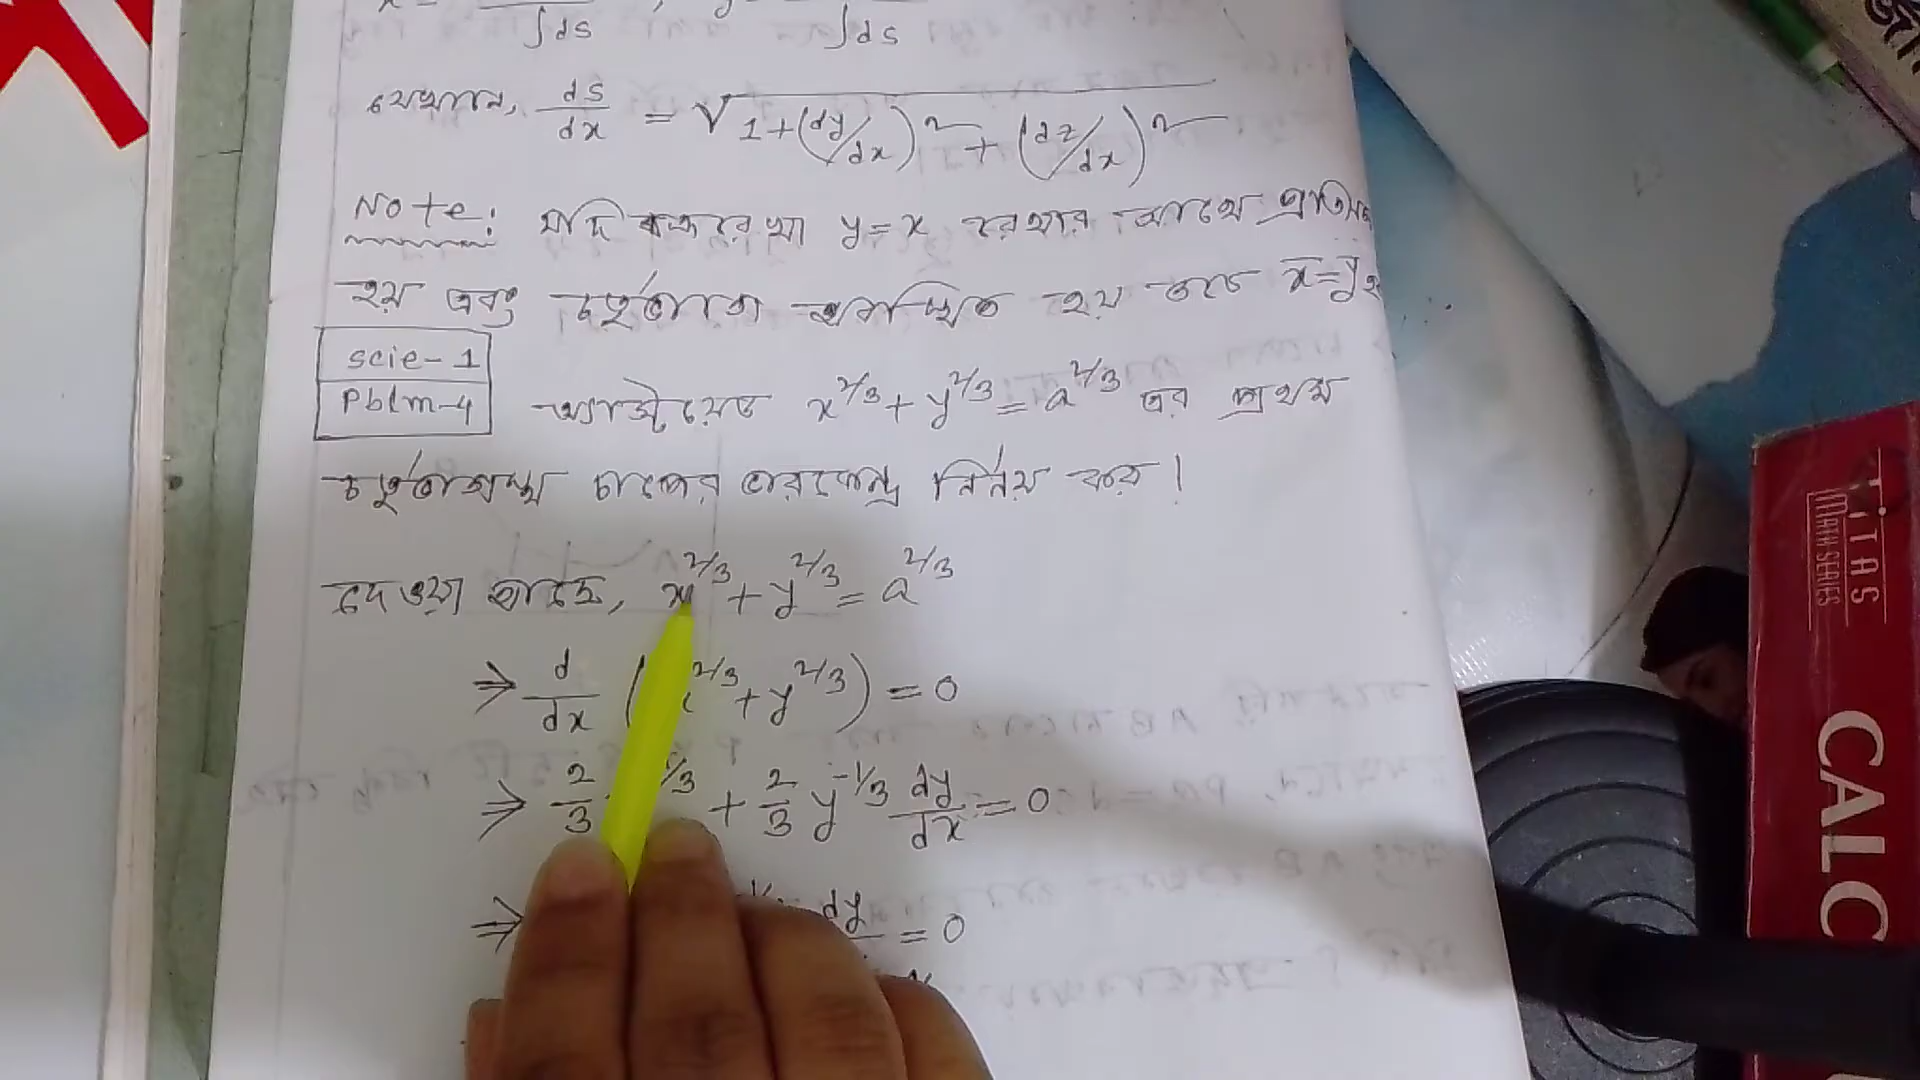 ∫ds ∫ds
যেখানে, ds/dx = √(1+(dy/dx)² + (dz/dx)²)
Note: যদি বক্ররেখা y=x রেখার সাথে প্রতিসম
হয় এবং চতুর্ভাগে অবস্থিত হয় তবে x̄=ȳ
Scie-1
Pblm-4
অ্যাস্ট্রয়েড x^2/3 + y^2/3 = a^2/3 এর প্রথম
চতুর্ভাগস্থ চাপের ভরকেন্দ্র নির্ণয় কর।
দেওয়া আছে, x^2/3 + y^2/3 = a^2/3
⇒ d/dx ( ^2/3 + y^2/3) = 0
⇒ 2/3 /3 + 2/3 y^-1/3 dy/dx = 0
⇒ dy = 0
TiTAS
MATH SERIES
CALC